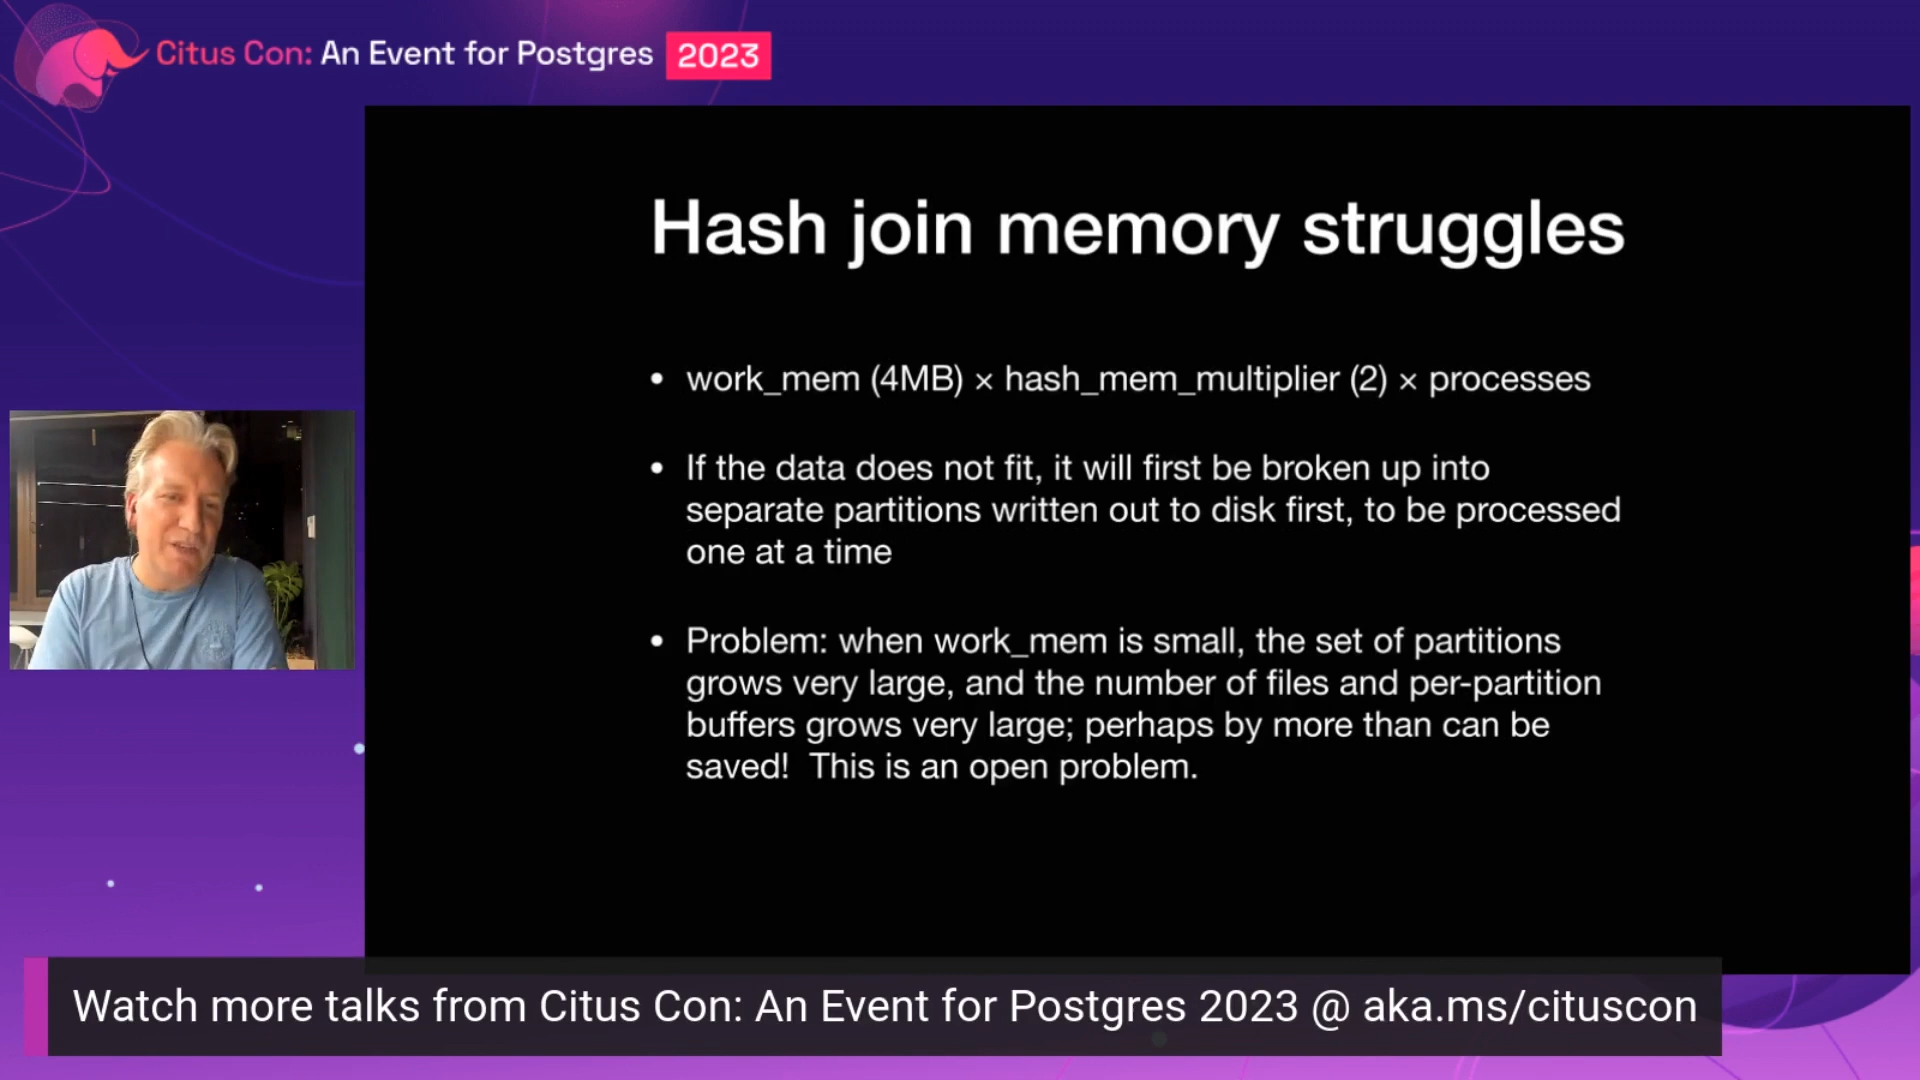 Citus Con: An Event for Postgres 2023
Hash join memory struggles
• work_mem (4MB) × hash_mem_multiplier (2) × processes
• If the data does not fit, it will first be broken up into
separate partitions written out to disk first, to be processed
one at a time
• Problem: when work_mem is small, the set of partitions
grows very large, and the number of files and per-partition
buffers grows very large; perhaps by more than can be
saved!  This is an open problem.
Watch more talks from Citus Con: An Event for Postgres 2023 @ aka.ms/cituscon